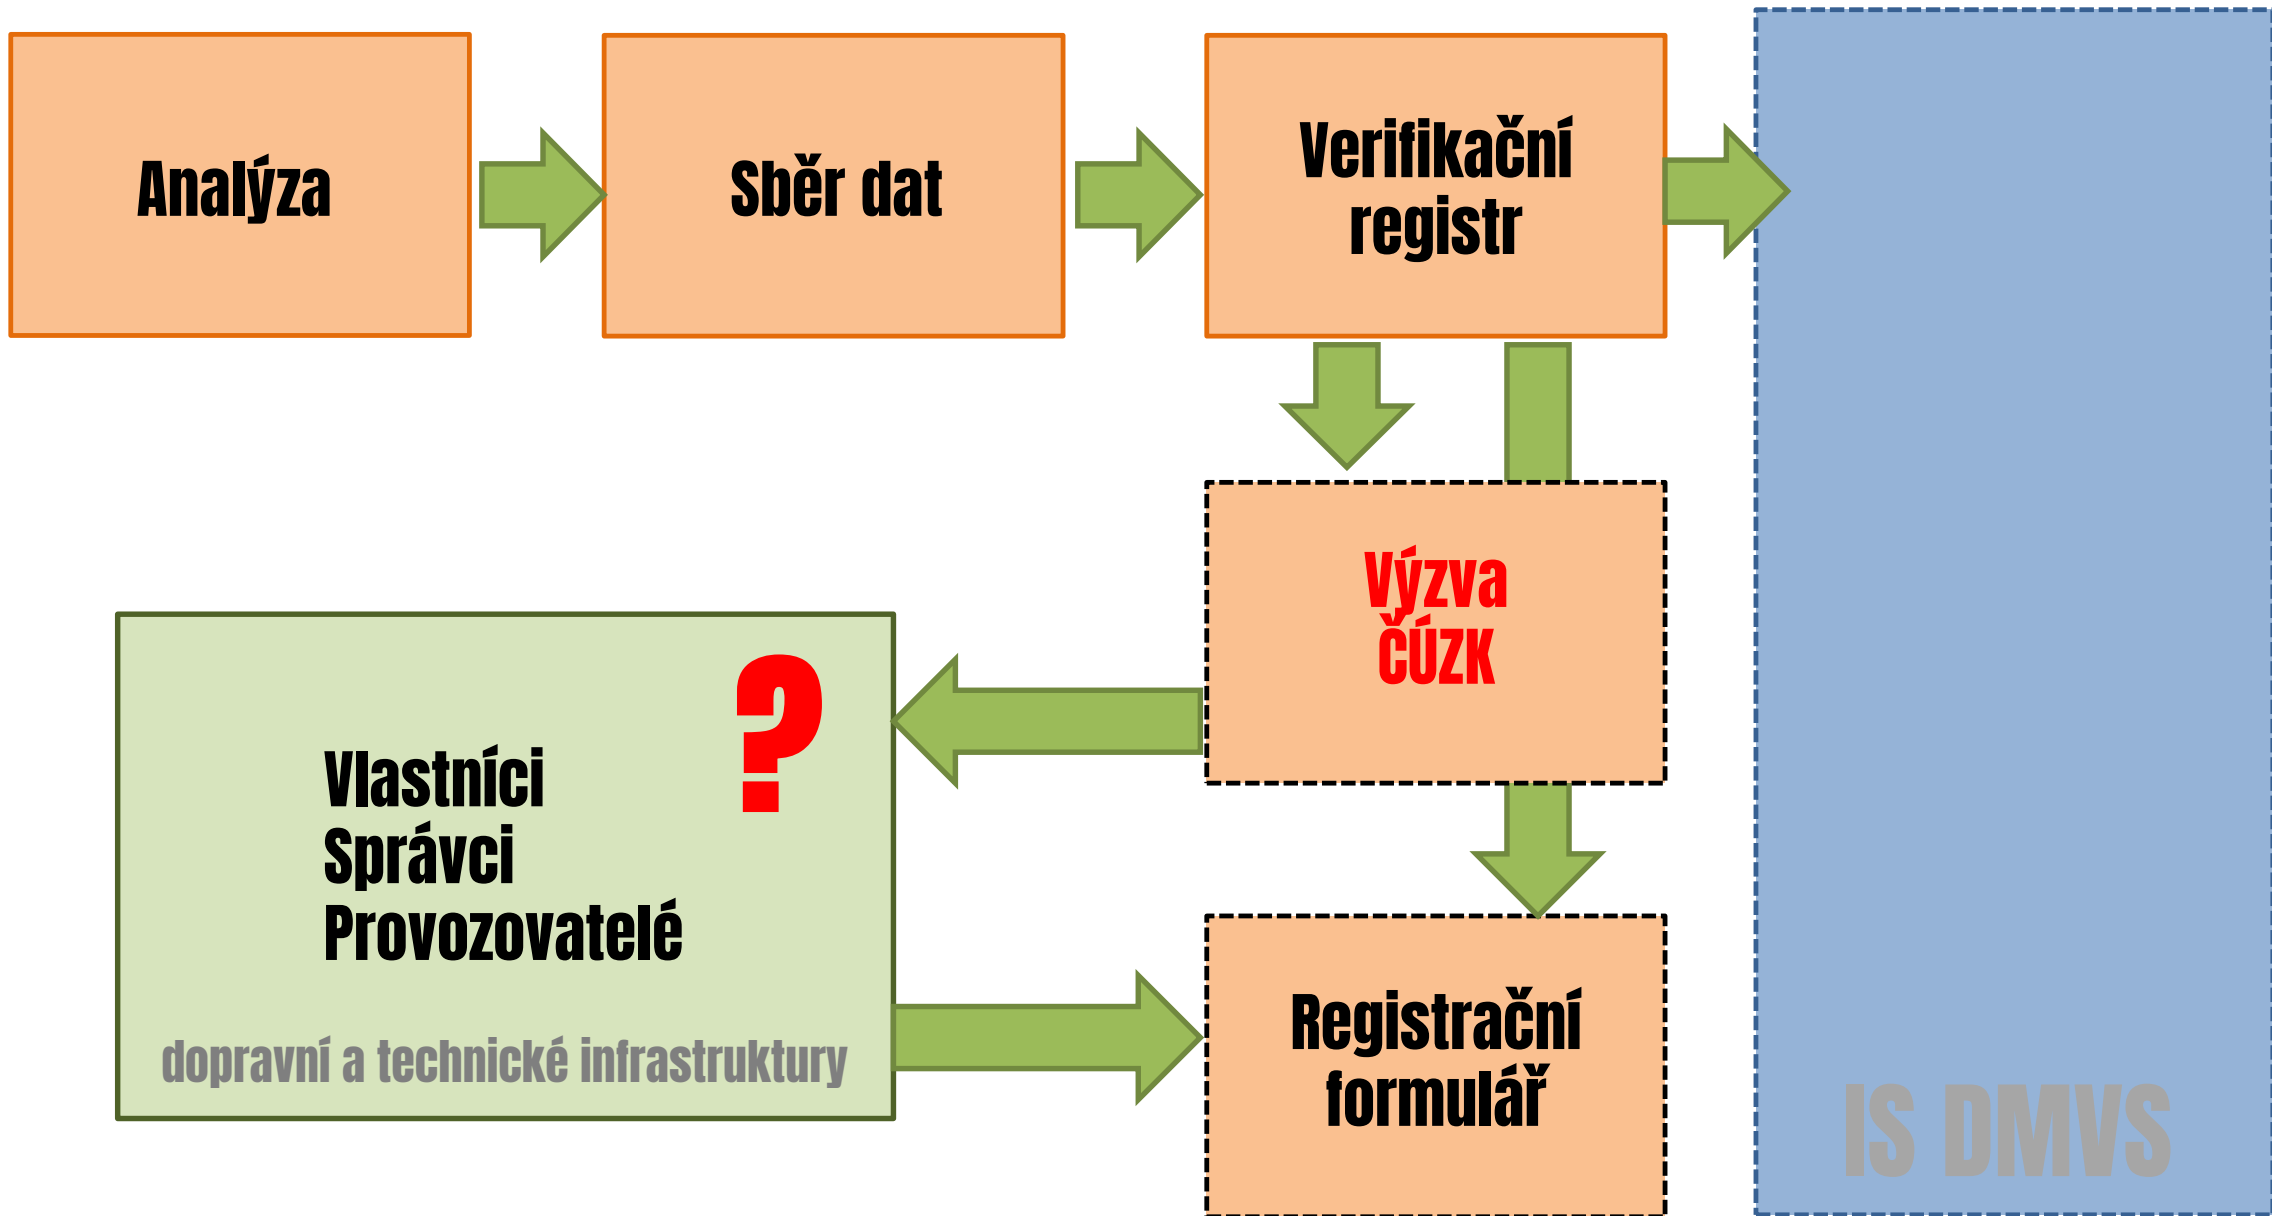 Analýza
Sběr dat
Verifikační
registr
Výzva
ČÚZK
?
Vlastníci
Správci
Provozovatelé
dopravní a technické infrastruktury
Registrační
formulář
IS DMVS